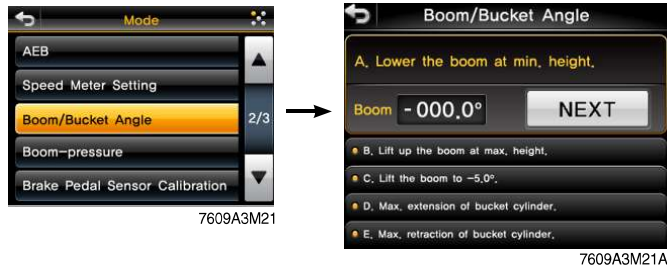 Mode
AEB
Speed Meter Setting
Boom/Bucket Angle
2/3
Boom-pressure
Brake Pedal Sensor Calibration
7609A3M21
Boom/Bucket Angle
A. Lower the boom at min. height.
Boom -000.0° NEXT
B. Lift up the boom at max. height.
C. Lift the boom to -5.0°.
D. Max. extension of bucket cylinder.
E. Max. retraction of bucket cylinder.
7609A3M21A